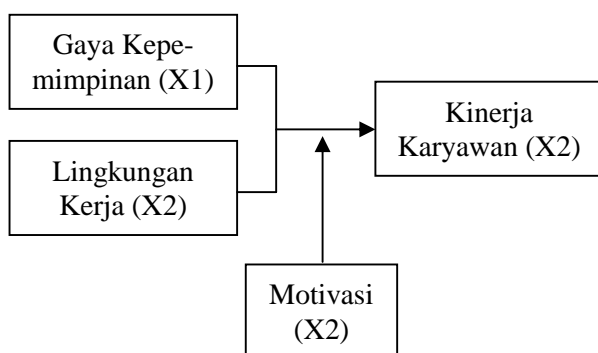 Gaya Kepe-
mimpinan (X1)
Kinerja
Karyawan (X2)
Lingkungan
Kerja (X2)
Motivasi
(X2)